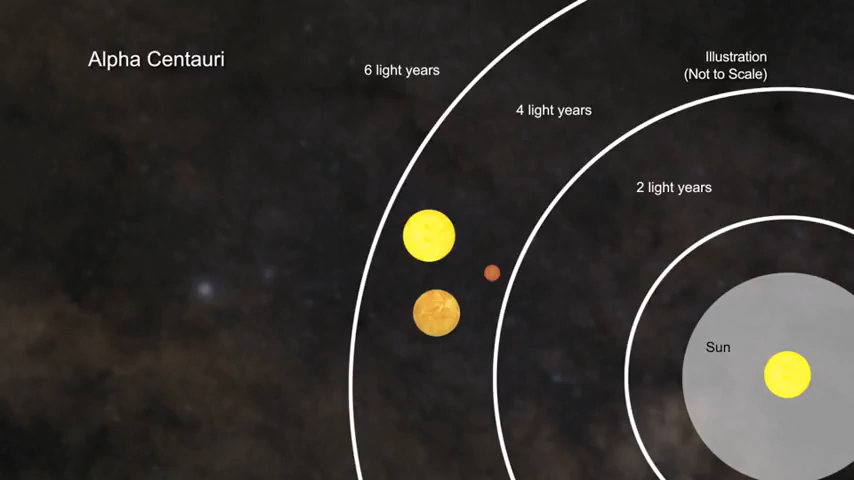 Alpha Centauri
Illustration
(Not to Scale)
6 light years
4 light years
2 light years
Sun